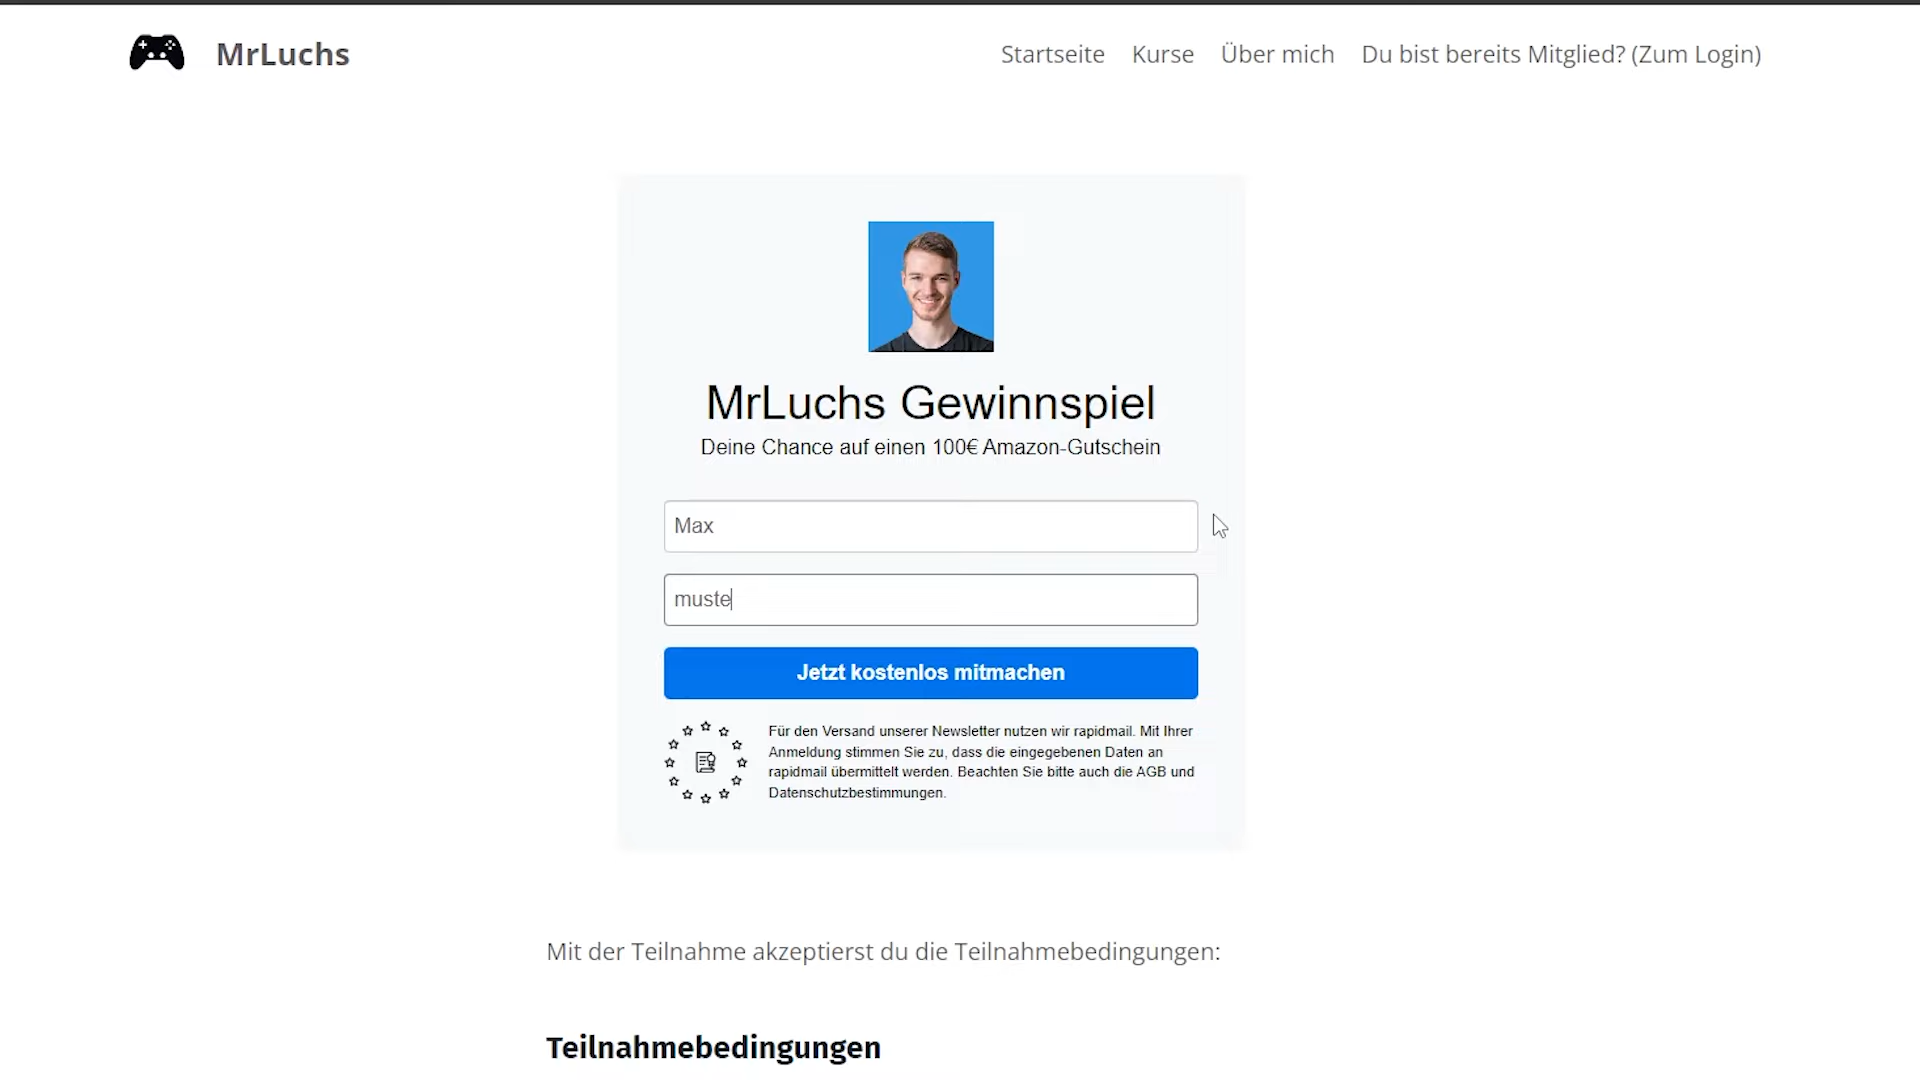 MrLuchs
Startseite Kurse Über mich Du bist bereits Mitglied? (Zum Login)
MrLuchs Gewinnspiel
Deine Chance auf einen 100€ Amazon-Gutschein
Max
muste
Jetzt kostenlos mitmachen
Für den Versand unserer Newsletter nutzen wir rapidmail. Mit Ihrer
Anmeldung stimmen Sie zu, dass die eingegebenen Daten an
rapidmail übermittelt werden. Beachten Sie bitte auch die AGB und
Datenschutzbestimmungen.
Mit der Teilnahme akzeptierst du die Teilnahmebedingungen:
Teilnahmebedingungen